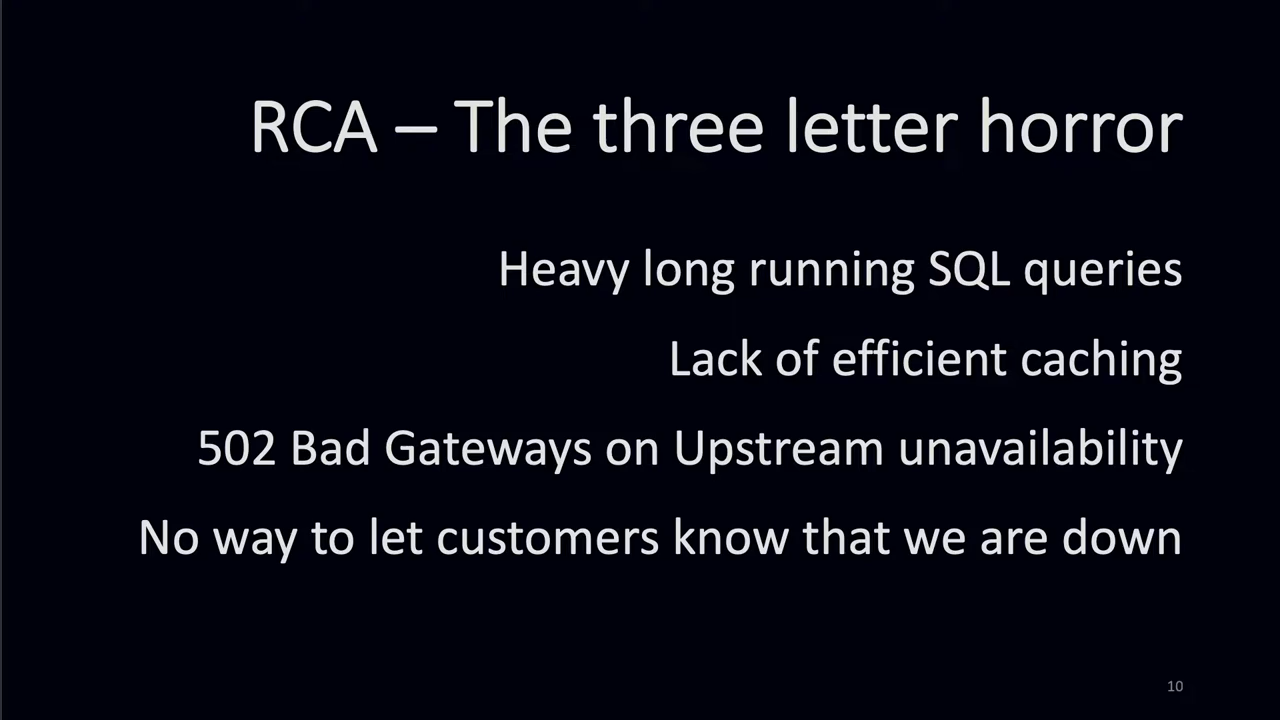 RCA – The three letter horror
Heavy long running SQL queries
Lack of efficient caching
502 Bad Gateways on Upstream unavailability
No way to let customers know that we are down
10